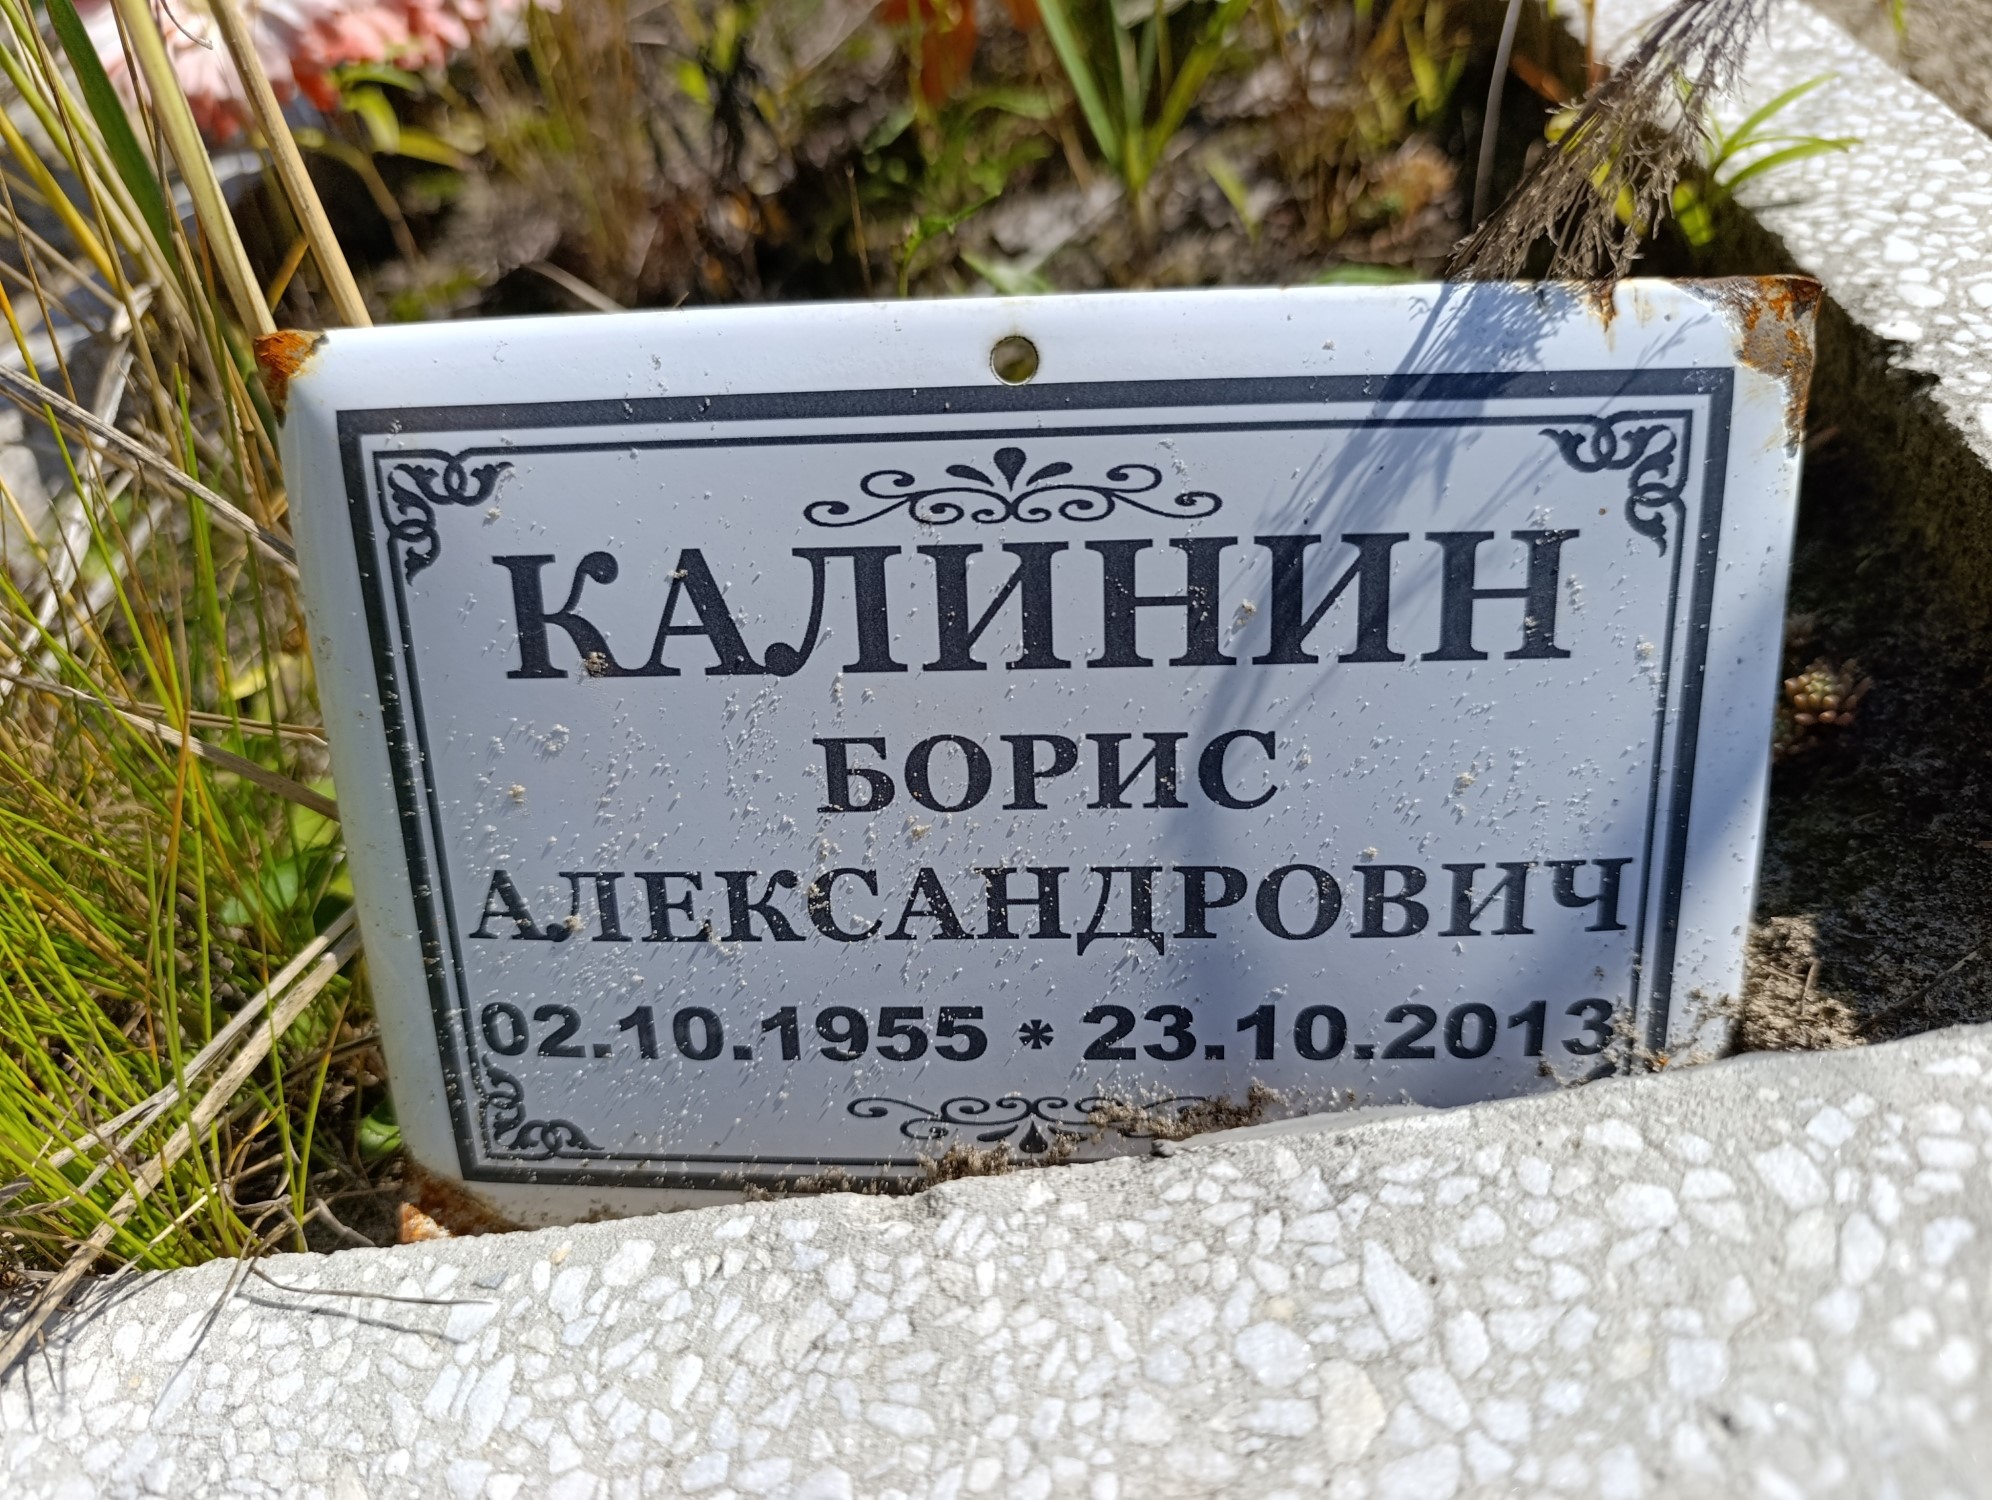 КАЛИНИН
БОРИС
АЛЕКСАНДРОВИЧ
02.10.1955 * 23.10.2013